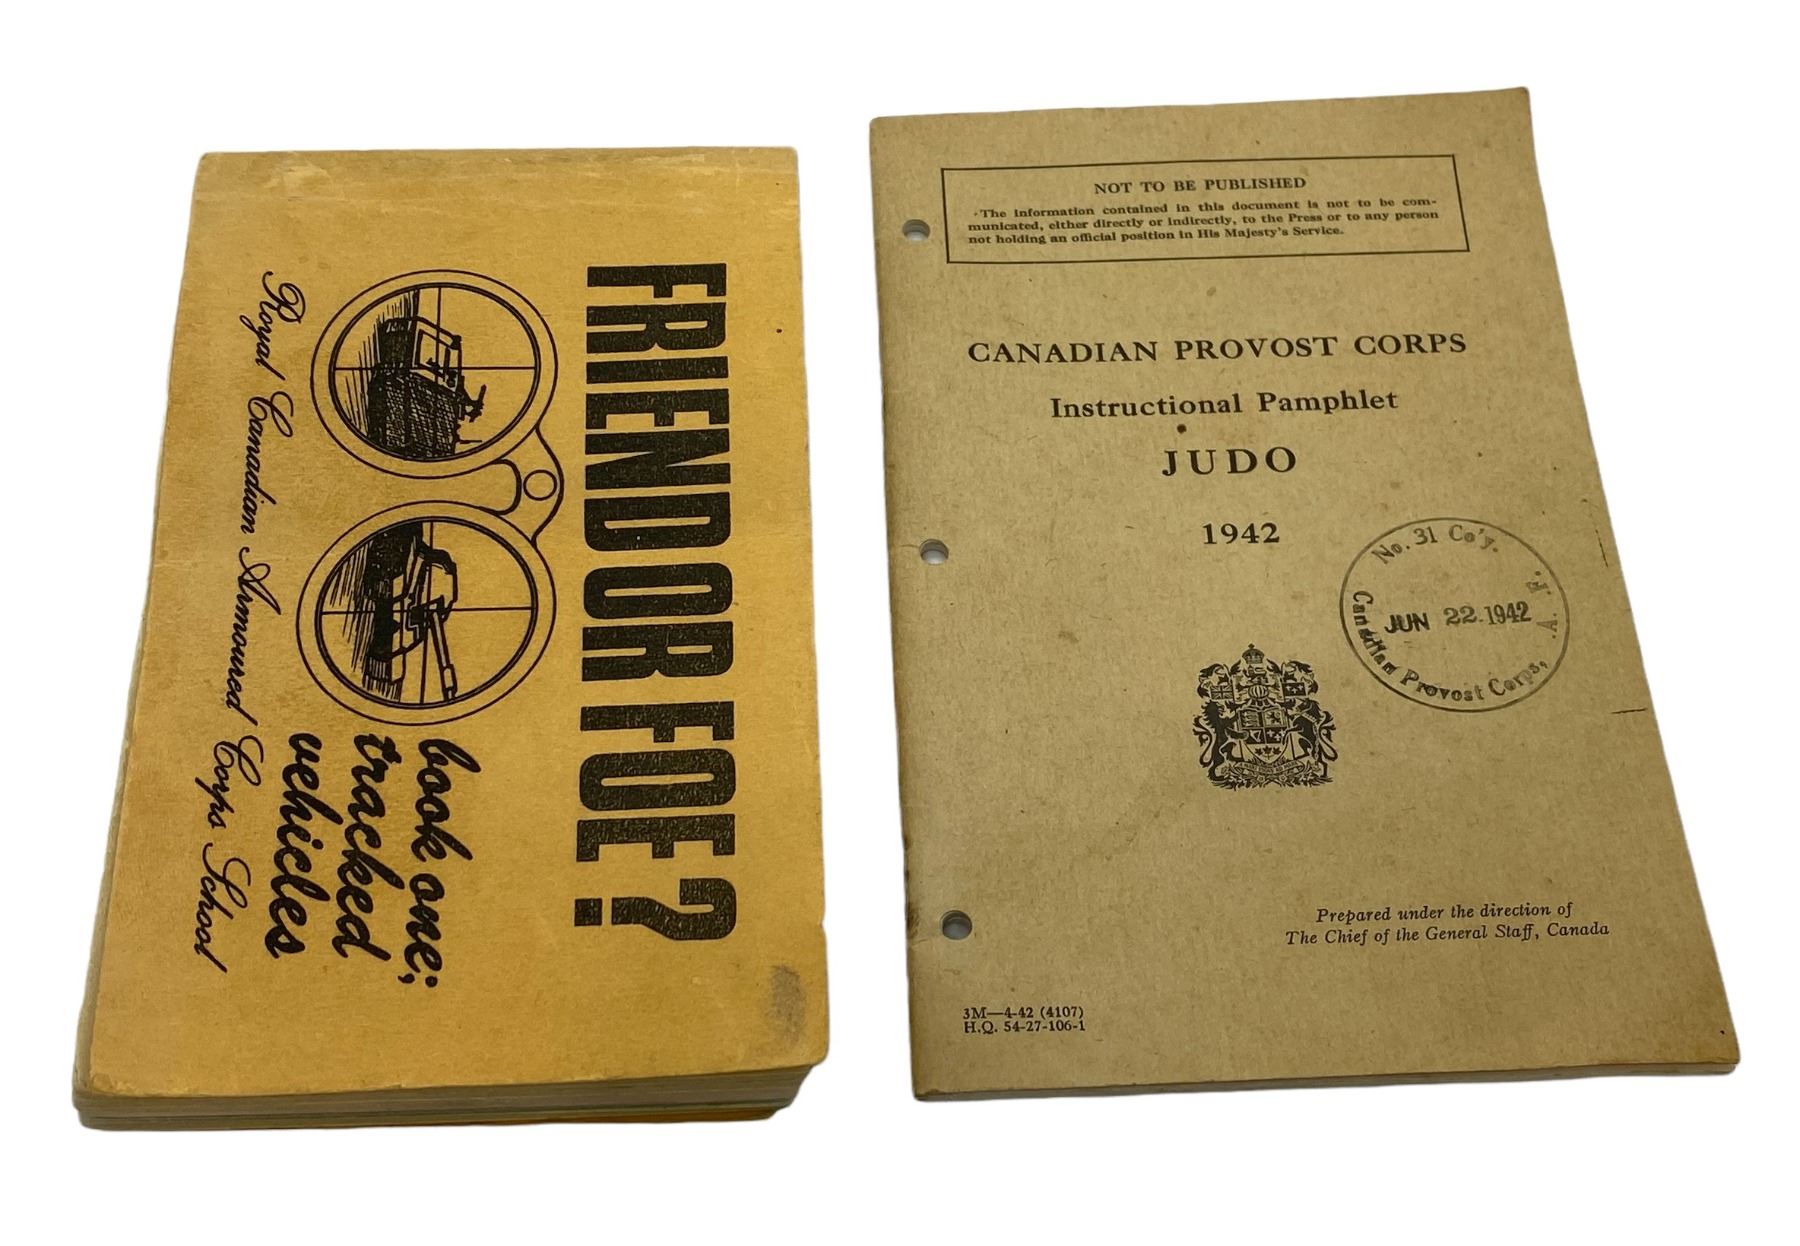 FRIEND OR FOE?
book one;
tracked
vehicles
Royal Canadian Armoured Corps School
NOT TO BE PUBLISHED
The information contained in this document is not to be com-
municated, either directly or indirectly, to the Press or to any person
not holding an official position in His Majesty's Service.
CANADIAN PROVOST CORPS
Instructional Pamphlet
JUDO
1942
No. 31 Co'y.
JUN 22 1942
Canadian Provost Corps,
Prepared under the direction of
The Chief of the General Staff, Canada
3M—4-42 (4107)
H.Q. 54-27-106-1